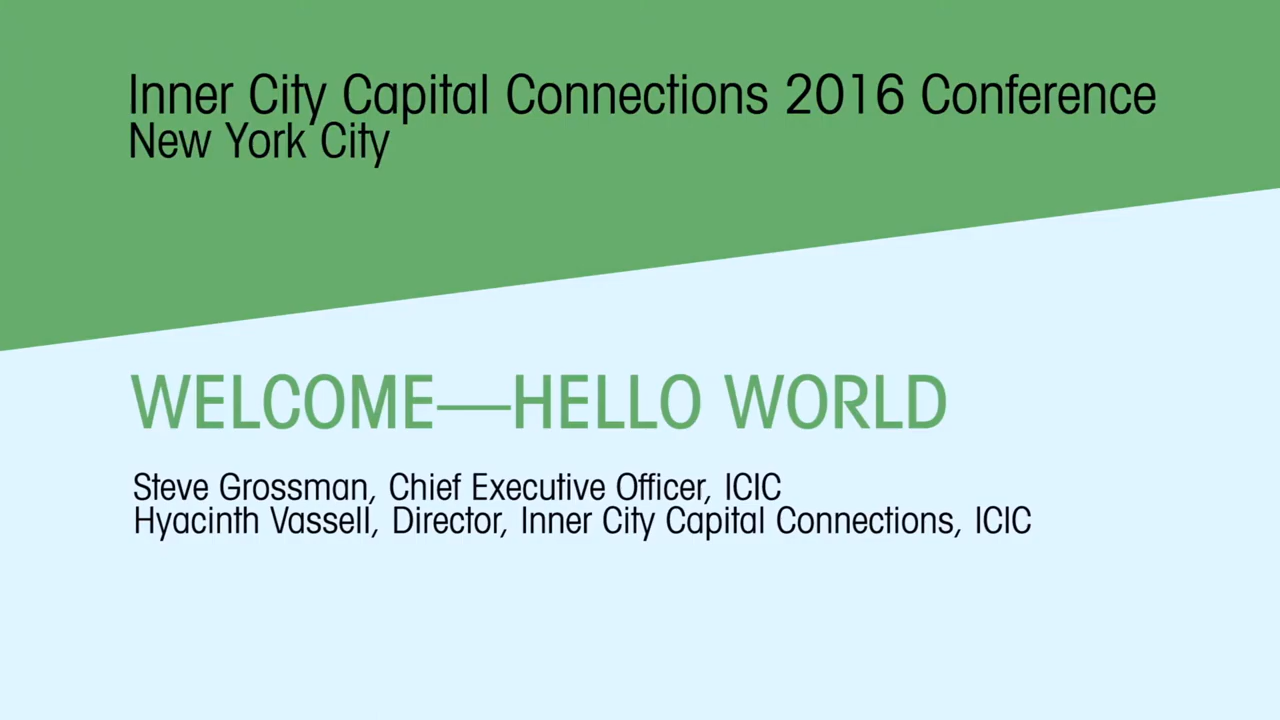 Inner City Capital Connections 2016 Conference
New York City
WELCOME—HELLO WORLD
Steve Grossman, Chief Executive Officer, ICIC
Hyacinth Vassell, Director, Inner City Capital Connections, ICIC